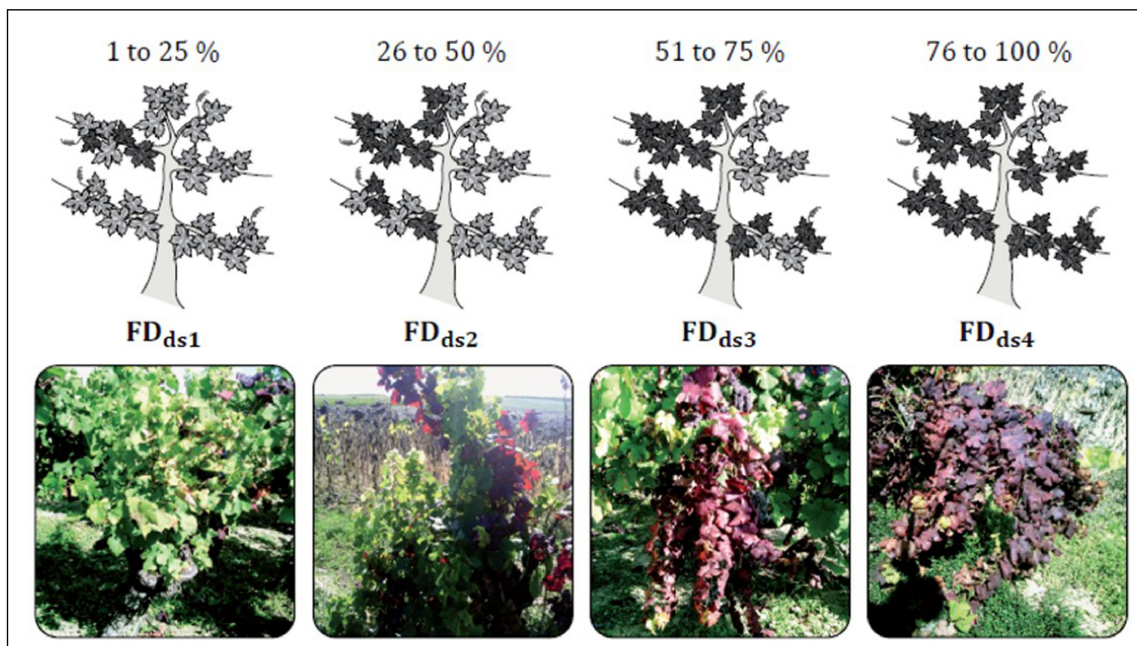 1 to 25 %
26 to 50 %
51 to 75 %
76 to 100 %
FDds1
FDds2
FDds3
FDds4